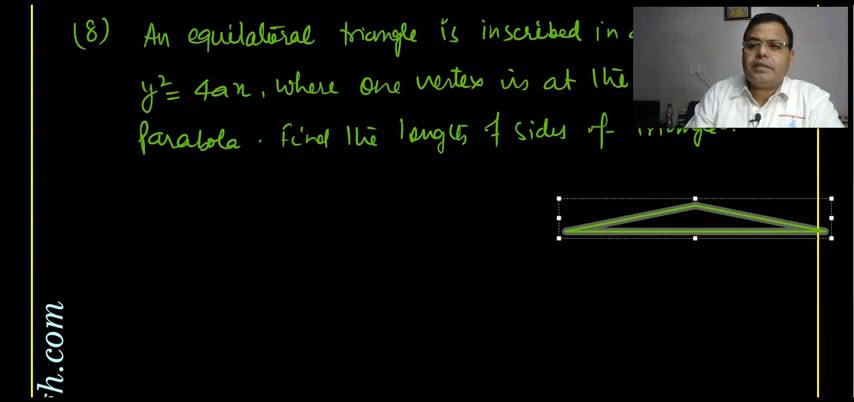 (8) An equilateral triangle is inscribed in
y² = 4ax, where one vertex is at the
parabola. Find the length of sides of triangle.
h.com